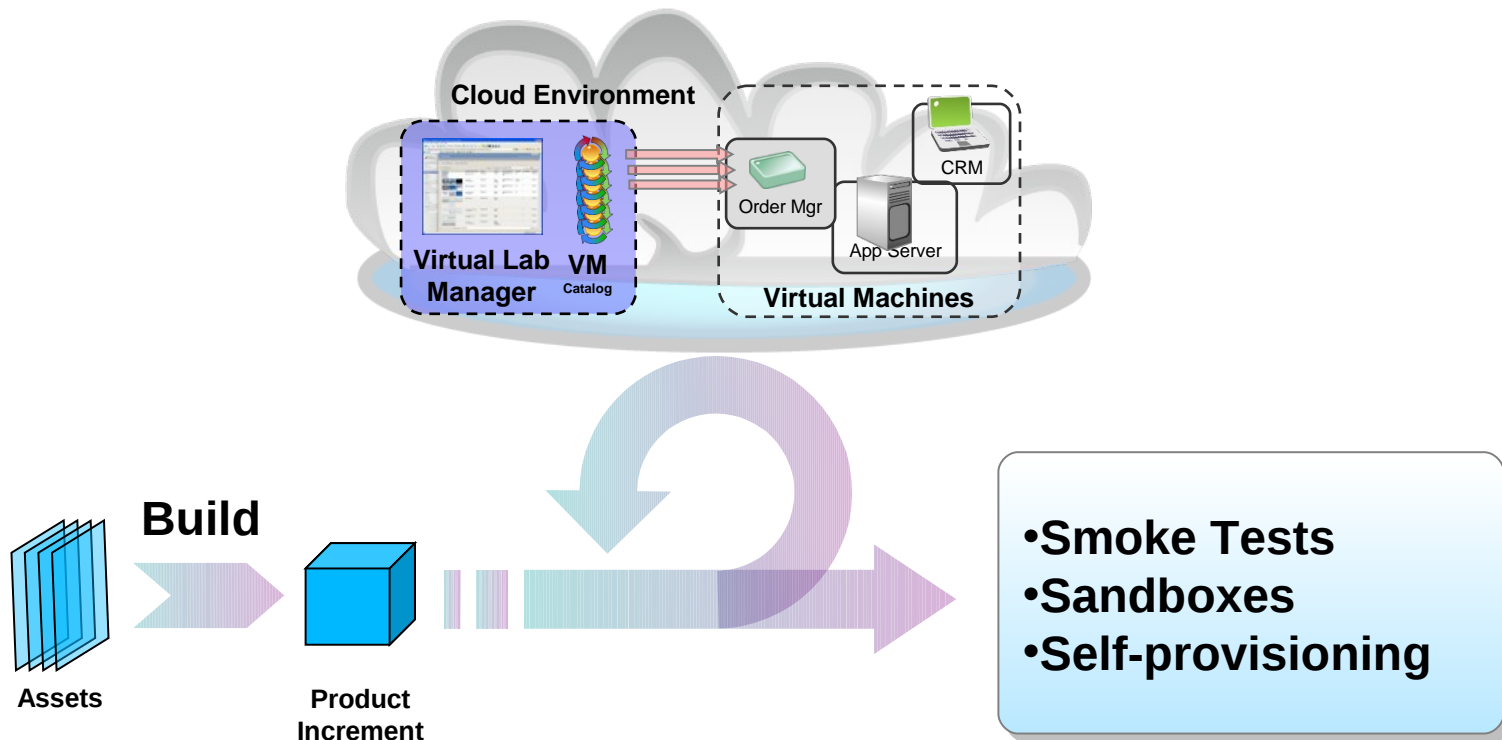 Cloud Environment
Virtual Lab
Manager
VM
Catalog
Order Mgr
App Server
CRM
Virtual Machines
Build
Assets
Product
Increment
•Smoke Tests
•Sandboxes
•Self-provisioning